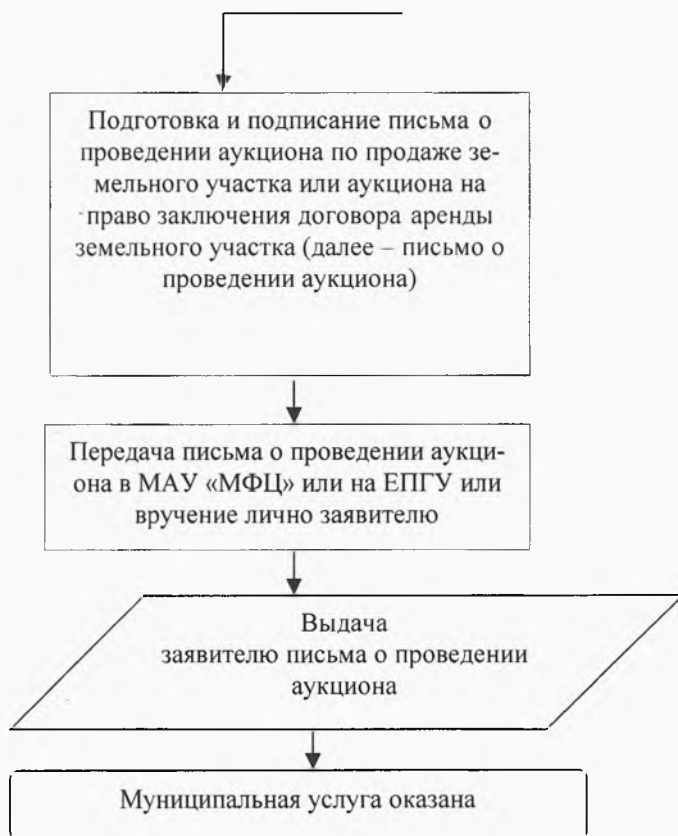 Подготовка и подписание письма о
проведении аукциона по продаже зе-
мельного участка или аукциона на
право заключения договора аренды
земельного участка (далее – письмо о
проведении аукциона)
Передача письма о проведении аукци-
она в МАУ «МФЦ» или на ЕПГУ или
вручение лично заявителю
Выдача
заявителю письма о проведении
аукциона
Муниципальная услуга оказана